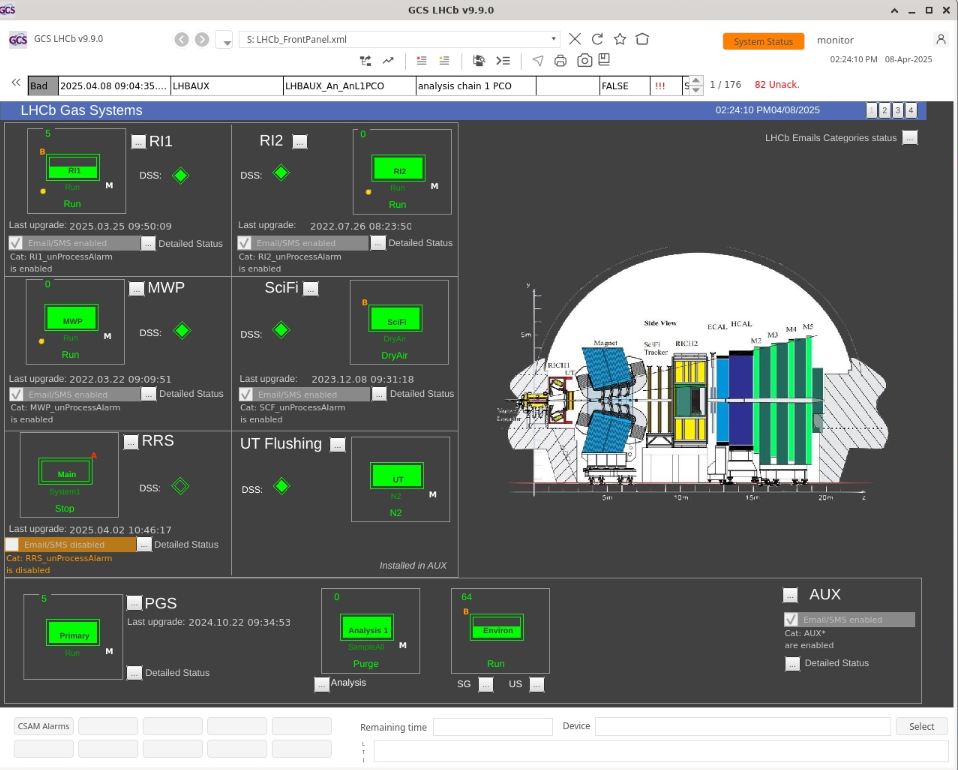 GCS
GCS LHCb v9.9.0
GCS GCS LHCb v9.9.0
S: LHCb_FrontPanel.xml
System Status
monitor
02:24:10 PM 08-Apr-2025
Bad 2025.04.08 09:04:35.... LHBAUX LHBAUX_An_AnL1PCO analysis chain 1 PCO FALSE !!! S 1 / 176 82 Unack.
LHCb Gas Systems
02:24:10 PM04/08/2025
1 2 3 4
LHCb Emails Categories status ...
5
B
RI1
Run
M
Run
... RI1
DSS:
Last upgrade: 2025.03.25 09:50:09
Email/SMS enabled ... Detailed Status
Cat: RI1_unProcessAlarm
is enabled
RI2 ...
DSS:
0
RI2
Run
M
Run
Last upgrade: 2022.07.26 08:23:50
Email/SMS enabled ... Detailed Status
Cat: RI2_unProcessAlarm
is enabled
0
MWP
Run
M
Run
... MWP
DSS:
Last upgrade: 2022.03.22 09:09:51
Email/SMS enabled ... Detailed Status
Cat: MWP_unProcessAlarm
is enabled
SciFi ...
DSS:
B
SciFi
DryAir
DryAir
Last upgrade: 2023.12.08 09:31:18
Email/SMS enabled ... Detailed Status
Cat: SCF_unProcessAlarm
is enabled
A
Main
System1
Stop
... RRS
DSS:
Last upgrade: 2025.04.02 10:46:17
Email/SMS disabled ... Detailed Status
Cat: RRS_unProcessAlarm
is disabled
UT Flushing ...
DSS:
UT
N2
M
N2
Installed in AUX
y
5m
Side View
ECAL HCAL
M2 M3 M4 M5
Magnet
SciFi
Tracker
RICH2
RICH1
UT
5m 10m 15m 20m z
5
Primary
Run
M
... PGS
Last upgrade: 2024.10.22 09:34:53
... Detailed Status
0
Analysis 1
SampleAll
M
Purge
... Analysis
64
B
Environ
Run
SG ... US ...
... AUX
Email/SMS enabled
Cat: AUX*
are enabled
... Detailed Status
CSAM Alarms
Remaining time
Device
Select
L
T
I